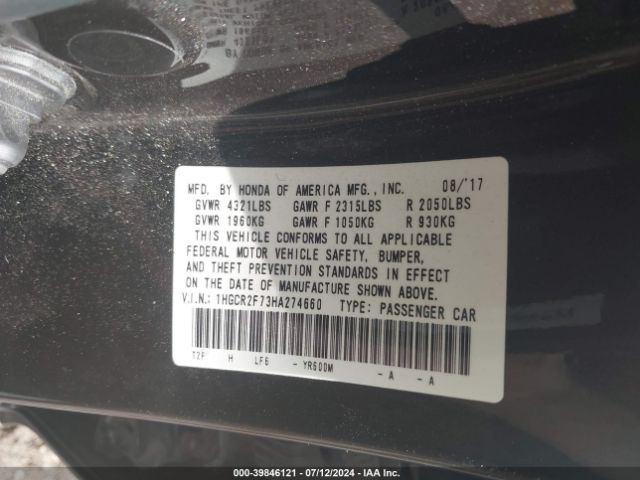 MFD. BY HONDA OF AMERICA MFG., INC. 08/'17
GVWR 4321LBS GAWR F 2315LBS R 2050LBS
GVWR 1960KG GAWR F 1050KG R 930KG
THIS VEHICLE CONFORMS TO ALL APPLICABLE
FEDERAL MOTOR VEHICLE SAFETY, BUMPER,
AND THEFT PREVENTION STANDARDS IN EFFECT
ON THE DATE OF MANUFACTURE SHOWN ABOVE.
V.I.N.: 1HGCR2F73HA274660 TYPE: PASSENGER CAR
H LF6 - YR600M - A - A
000-39846121 / 07/12/2024 / IAA Inc.